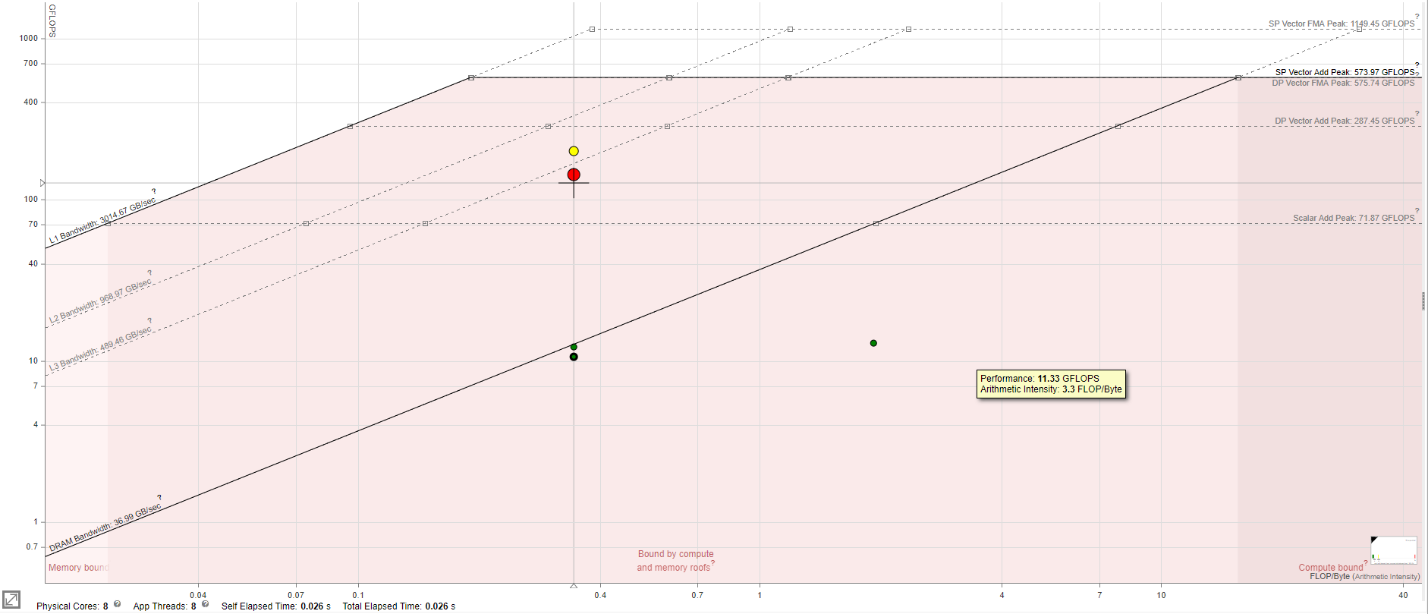 GFLOPS
SP Vector FMA Peak: 1149.45 GFLOPS ?
1000
700
SP Vector Add Peak: 573.97 GFLOPS ?
DP Vector FMA Peak: 575.74 GFLOPS ?
400
DP Vector Add Peak: 287.45 GFLOPS ?
100
L1 Bandwidth: 3014.67 GB/sec ?
70
Scalar Add Peak: 71.87 GFLOPS ?
40
L2 Bandwidth: 968.97 GB/sec ?
L3 Bandwidth: 489.46 GB/sec ?
10
Performance: 11.33 GFLOPS
Arithmetic Intensity: 3.3 FLOP/Byte
7
4
1
DRAM Bandwidth: 36.99 GB/sec ?
0.7
Bound by compute
and memory roofs ?
Memory bound
Compute bound ?
FLOP/Byte (Arithmetic Intensity)
0.04 0.07 0.1 0.4 0.7 1 4 7 10 40
Physical Cores: 8 ? App Threads: 8 ? Self Elapsed Time: 0.026 s Total Elapsed Time: 0.026 s